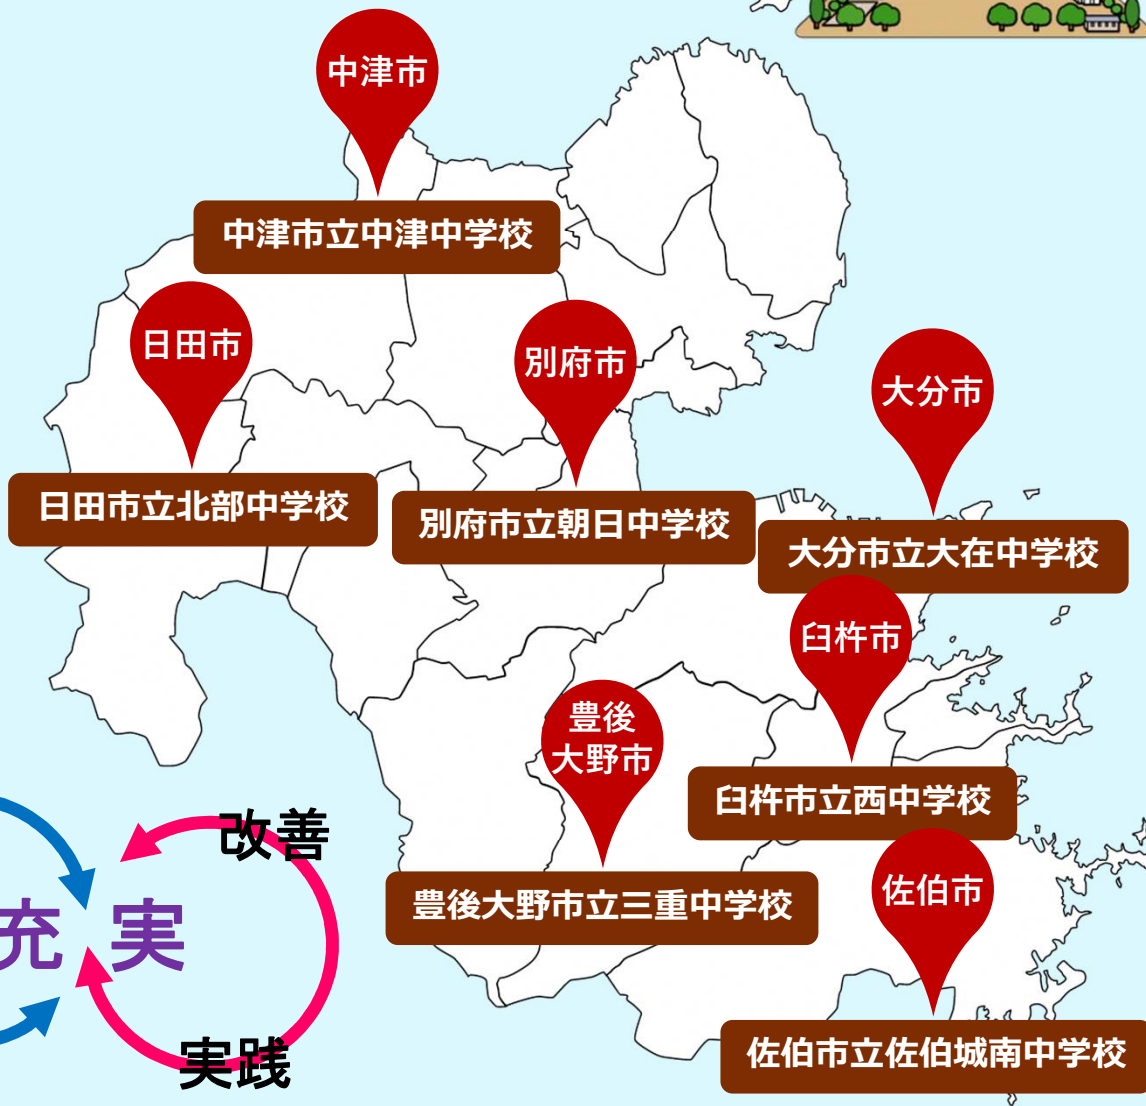 中津市
中津市立中津中学校
日田市
日田市立北部中学校
別府市
別府市立朝日中学校
大分市
大分市立大在中学校
臼杵市
臼杵市立西中学校
豊後
大野市
豊後大野市立三重中学校
佐伯市
佐伯市立佐伯城南中学校
改善
充 実
実践